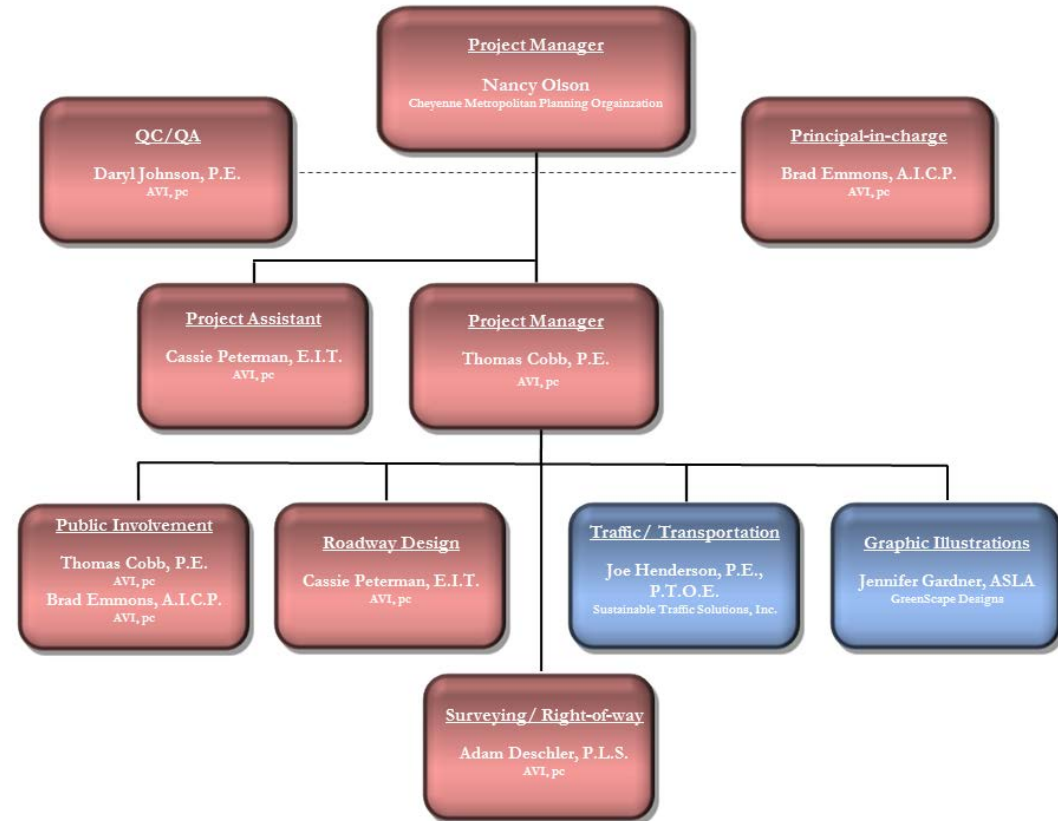 Project Manager
Nancy Olson
Cheyenne Metropolitan Planning Orgainzation
QC/QA
Daryl Johnson, P.E.
AVI, pc
Principal-in-charge
Brad Emmons, A.I.C.P.
AVI, pc
Project Assistant
Cassie Peterman, E.I.T.
AVI, pc
Project Manager
Thomas Cobb, P.E.
AVI, pc
Public Involvement
Thomas Cobb, P.E.
AVI, pc
Brad Emmons, A.I.C.P.
AVI, pc
Roadway Design
Cassie Peterman, E.I.T.
AVI, pc
Traffic/ Transportation
Joe Henderson, P.E.,
P.T.O.E.
Sustainable Traffic Solutions, Inc.
Graphic Illustrations
Jennifer Gardner, ASLA
GreenScape Designs
Surveying/ Right-of-way
Adam Deschler, P.L.S.
AVI, pc